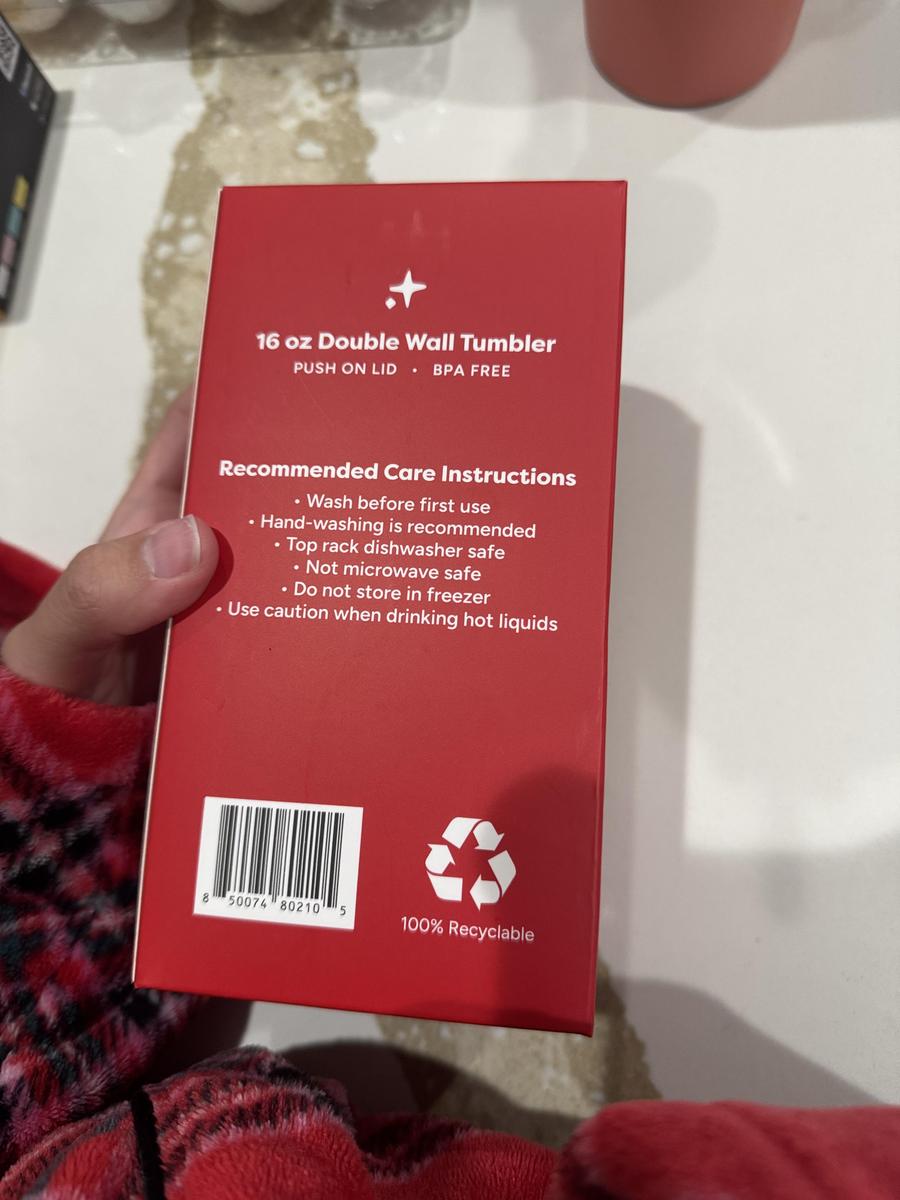 16 oz Double Wall Tumbler
PUSH ON LID • BPA FREE
Recommended Care Instructions
• Wash before first use
• Hand-washing is recommended
• Top rack dishwasher safe
• Not microwave safe
• Do not store in freezer
• Use caution when drinking hot liquids
8 50074 80210 5
100% Recyclable